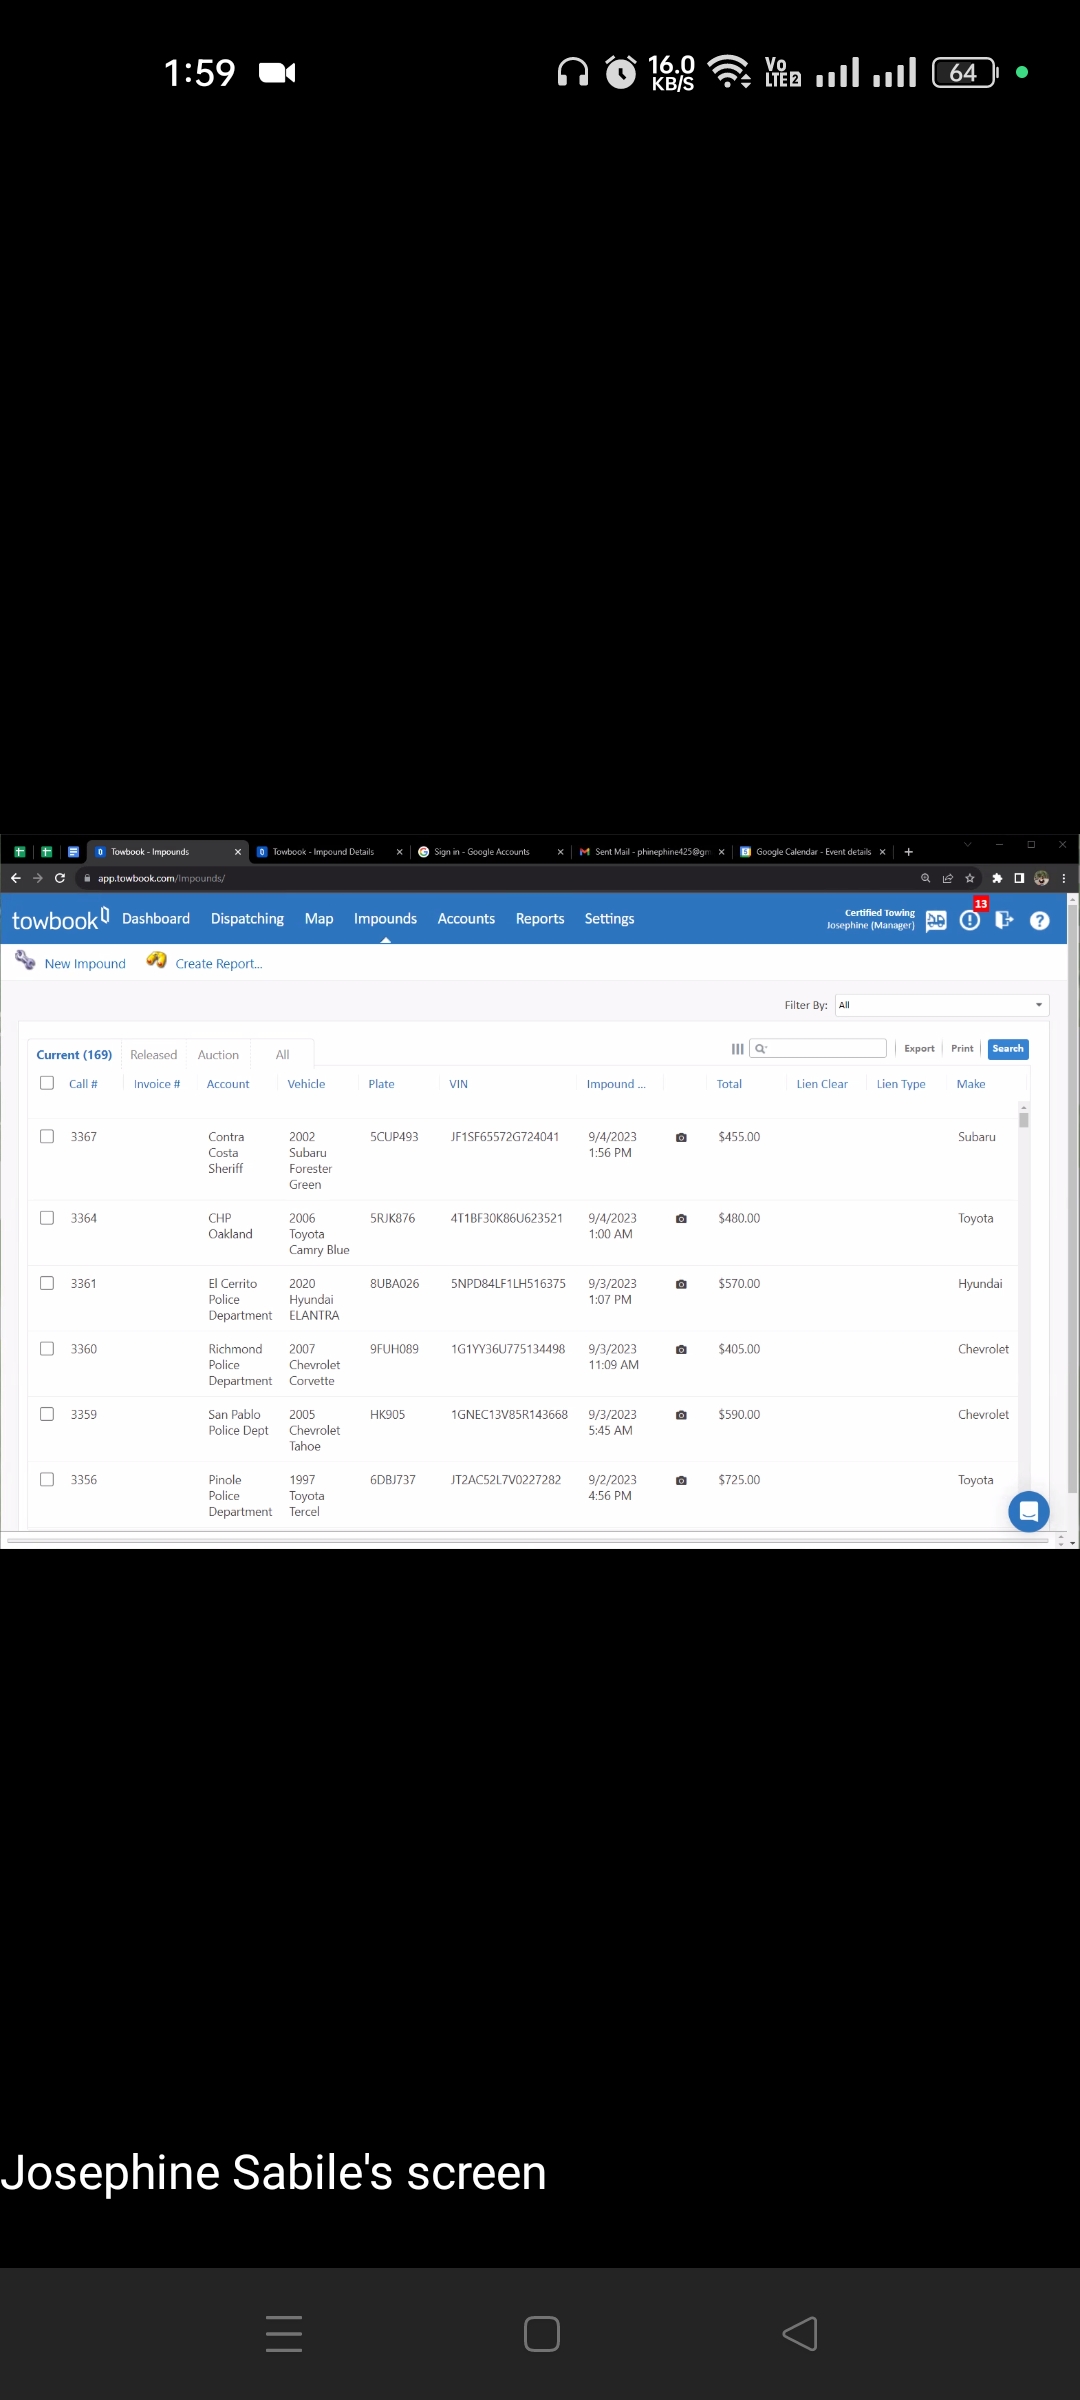 1:59
16.0 KB/S
Vo LTE 2
64
Towbook - Impounds
Towbook - Impound Details
Sign in - Google Accounts
Sent Mail - phinephine425@gm
Google Calendar - Event details
app.towbook.com/Impounds/
towbook Dashboard Dispatching Map Impounds Accounts Reports Settings
Certified Towing
Josephine (Manager)
13
New Impound
Create Report...
Filter By: All
Current (169) Released Auction All
Export Print Search
Call # Invoice # Account Vehicle Plate VIN Impound ... Total Lien Clear Lien Type Make
3367 Contra 2002 5CUP493 JF1SF65572G724041 9/4/2023 $455.00 Subaru
Costa Subaru 1:56 PM
Sheriff Forester
Green
3364 CHP 2006 5RJK876 4T1BF30K86U623521 9/4/2023 $480.00 Toyota
Oakland Toyota 1:00 AM
Camry Blue
3361 El Cerrito 2020 8UBA026 5NPD84LF1LH516375 9/3/2023 $570.00 Hyundai
Police Hyundai 1:07 PM
Department ELANTRA
3360 Richmond 2007 9FUH089 1G1YY36U775134498 9/3/2023 $405.00 Chevrolet
Police Chevrolet 11:09 AM
Department Corvette
3359 San Pablo 2005 HK905 1GNEC13V85R143668 9/3/2023 $590.00 Chevrolet
Police Dept Chevrolet 5:45 AM
Tahoe
3356 Pinole 1997 6DBJ737 JT2AC52L7V0227282 9/2/2023 $725.00 Toyota
Police Toyota 4:56 PM
Department Tercel
Josephine Sabile's screen